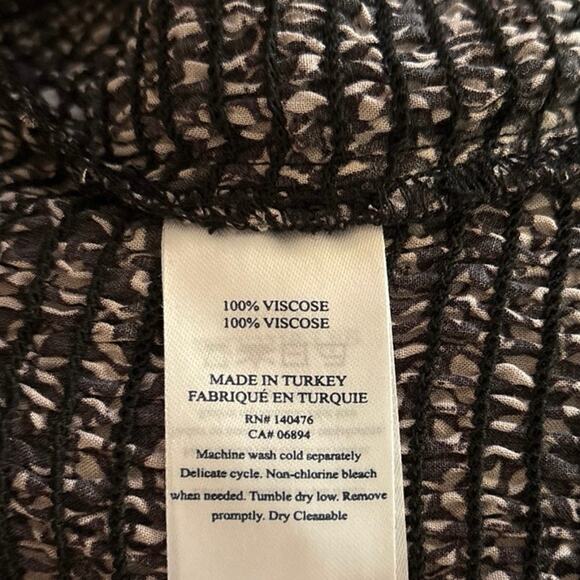 100% VISCOSE
100% VISCOSE
MADE IN TURKEY
FABRIQUÉ EN TURQUIE
RN# 140476
CA# 06894
Machine wash cold separately
Delicate cycle. Non-chlorine bleach
when needed. Tumble dry low. Remove
promptly. Dry Cleanable